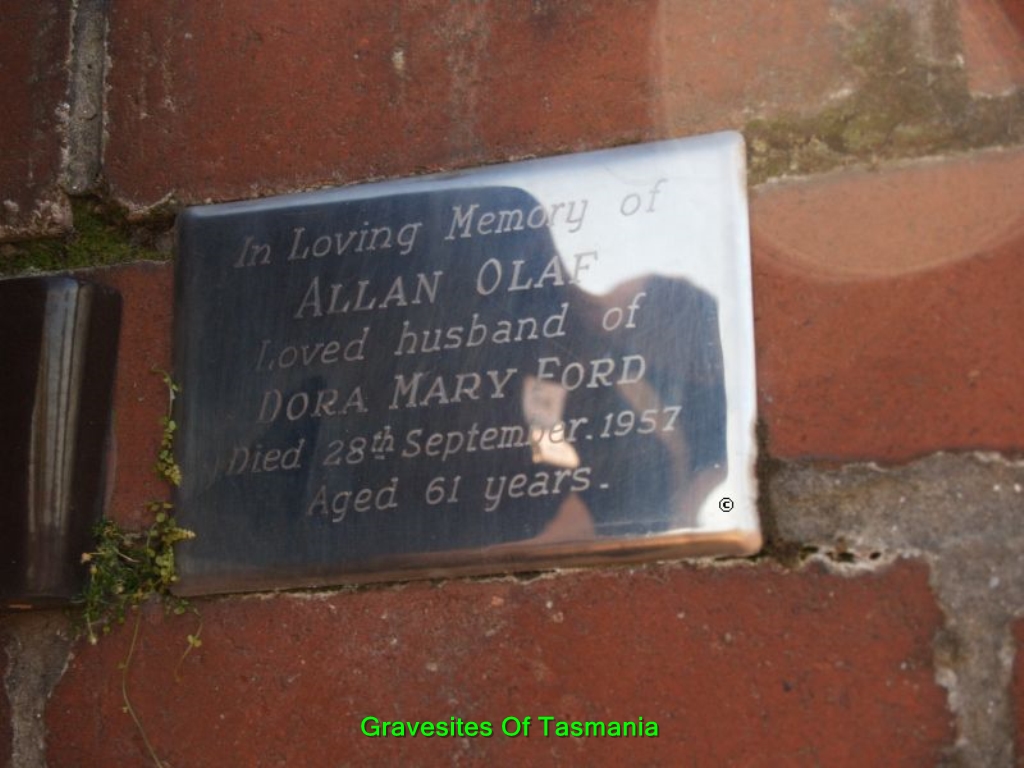 In Loving Memory of
ALLAN OLAF
Loved husband of
DORA MARY FORD
Died 28th September. 1957
Aged 61 years.
©
Gravesites Of Tasmania